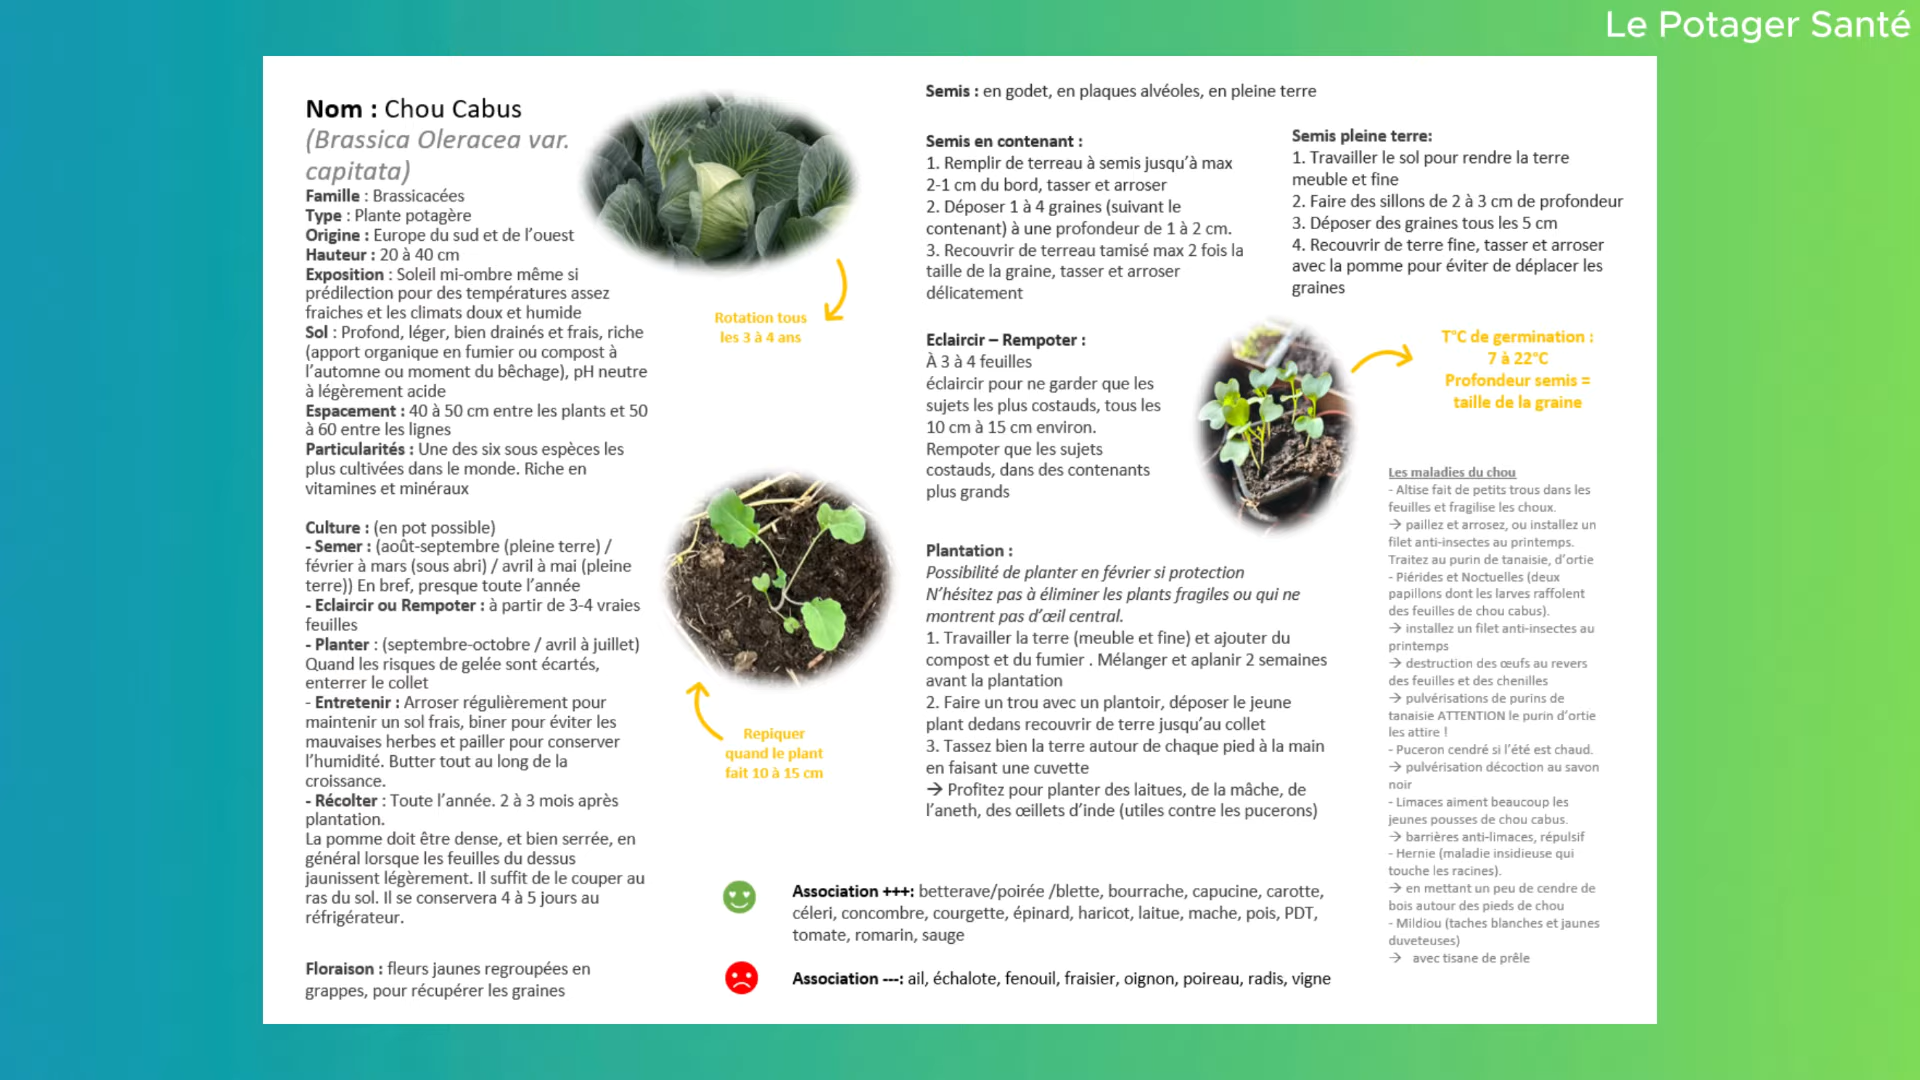 Le Potager Santé
Nom : Chou Cabus
(Brassica Oleracea var.
capitata)
Famille : Brassicacées
Type : Plante potagère
Origine : Europe du sud et de l'ouest
Hauteur : 20 à 40 cm
Exposition : Soleil mi-ombre même si
prédilection pour des températures assez
fraiches et les climats doux et humide
Sol : Profond, léger, bien drainés et frais, riche
(apport organique en fumier ou compost à
l'automne ou moment du bêchage), pH neutre
à légèrement acide
Espacement : 40 à 50 cm entre les plants et 50
à 60 entre les lignes
Particularités : Une des six sous espèces les
plus cultivées dans le monde. Riche en
vitamines et minéraux
Culture : (en pot possible)
- Semer : (août-septembre (pleine terre) /
février à mars (sous abri) / avril à mai (pleine
terre)) En bref, presque toute l'année
- Eclaircir ou Rempoter : à partir de 3-4 vraies
feuilles
- Planter : (septembre-octobre / avril à juillet)
Quand les risques de gelée sont écartés,
enterrer le collet
- Entretenir : Arroser régulièrement pour
maintenir un sol frais, biner pour éviter les
mauvaises herbes et pailler pour conserver
l'humidité. Butter tout au long de la
croissance.
- Récolter : Toute l'année. 2 à 3 mois après
plantation.
La pomme doit être dense, et bien serrée, en
général lorsque les feuilles du dessus
jaunissent légèrement. Il suffit de le couper au
ras du sol. Il se conservera 4 à 5 jours au
réfrigérateur.
Floraison : fleurs jaunes regroupées en
grappes, pour récupérer les graines
Rotation tous
les 3 à 4 ans
Repiquer
quand le plant
fait 10 à 15 cm
Semis : en godet, en plaques alvéoles, en pleine terre
Semis en contenant :
1. Remplir de terreau à semis jusqu'à max
2-1 cm du bord, tasser et arroser
2. Déposer 1 à 4 graines (suivant le
contenant) à une profondeur de 1 à 2 cm.
3. Recouvrir de terreau tamisé max 2 fois la
taille de la graine, tasser et arroser
délicatement
Semis pleine terre:
1. Travailler le sol pour rendre la terre
meuble et fine
2. Faire des sillons de 2 à 3 cm de profondeur
3. Déposer des graines tous les 5 cm
4. Recouvrir de terre fine, tasser et arroser
avec la pomme pour éviter de déplacer les
graines
Eclaircir – Rempoter :
À 3 à 4 feuilles
éclaircir pour ne garder que les
sujets les plus costauds, tous les
10 cm à 15 cm environ.
Rempoter que les sujets
costauds, dans des contenants
plus grands
T°C de germination :
7 à 22°C
Profondeur semis =
taille de la graine
Plantation :
Possibilité de planter en février si protection
N'hésitez pas à éliminer les plants fragiles ou qui ne
montrent pas d'œil central.
1. Travailler la terre (meuble et fine) et ajouter du
compost et du fumier . Mélanger et aplanir 2 semaines
avant la plantation
2. Faire un trou avec un plantoir, déposer le jeune
plant dedans recouvrir de terre jusqu'au collet
3. Tassez bien la terre autour de chaque pied à la main
en faisant une cuvette
→ Profitez pour planter des laitues, de la mâche, de
l'aneth, des œillets d'inde (utiles contre les pucerons)
Les maladies du chou
- Altise fait de petits trous dans les
feuilles et fragilise les choux.
→ paillez et arrosez, ou installez un
filet anti-insectes au printemps.
Traitez au purin de tanaisie, d'ortie
- Piérides et Noctuelles (deux
papillons dont les larves raffolent
des feuilles de chou cabus).
→ installez un filet anti-insectes au
printemps
→ destruction des œufs au revers
des feuilles et des chenilles
→ pulvérisations de purins de
tanaisie ATTENTION le purin d'ortie
les attire !
- Puceron cendré si l'été est chaud.
→ pulvérisation décoction au savon
noir
- Limaces aiment beaucoup les
jeunes pousses de chou cabus.
→ barrières anti-limaces, répulsif
- Hernie (maladie insidieuse qui
touche les racines).
→ en mettant un peu de cendre de
bois autour des pieds de chou
- Mildiou (taches blanches et jaunes
duveteuses)
→ avec tisane de prêle
Association +++: betterave/poirée /blette, bourrache, capucine, carotte,
céleri, concombre, courgette, épinard, haricot, laitue, mache, pois, PDT,
tomate, romarin, sauge
Association ---: ail, échalote, fenouil, fraisier, oignon, poireau, radis, vigne